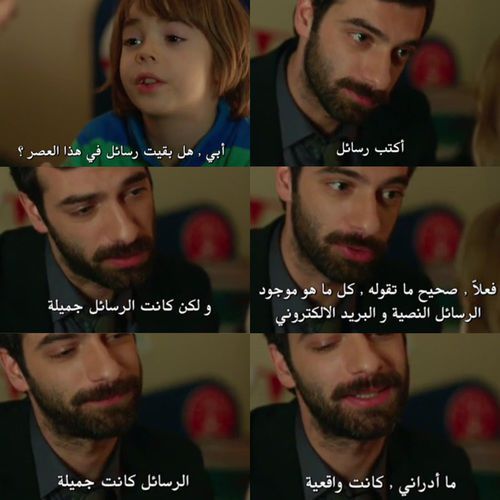 أكتب رسائل
أبي , هل بقيت رسائل في هذا العصر ؟
فعلاً , صحيح ما تقوله , كل ما هو موجود
الرسائل النصية و البريد الالكتروني
و لكن كانت الرسائل جميلة
ما أدراني , كانت واقعية
الرسائل كانت جميلة